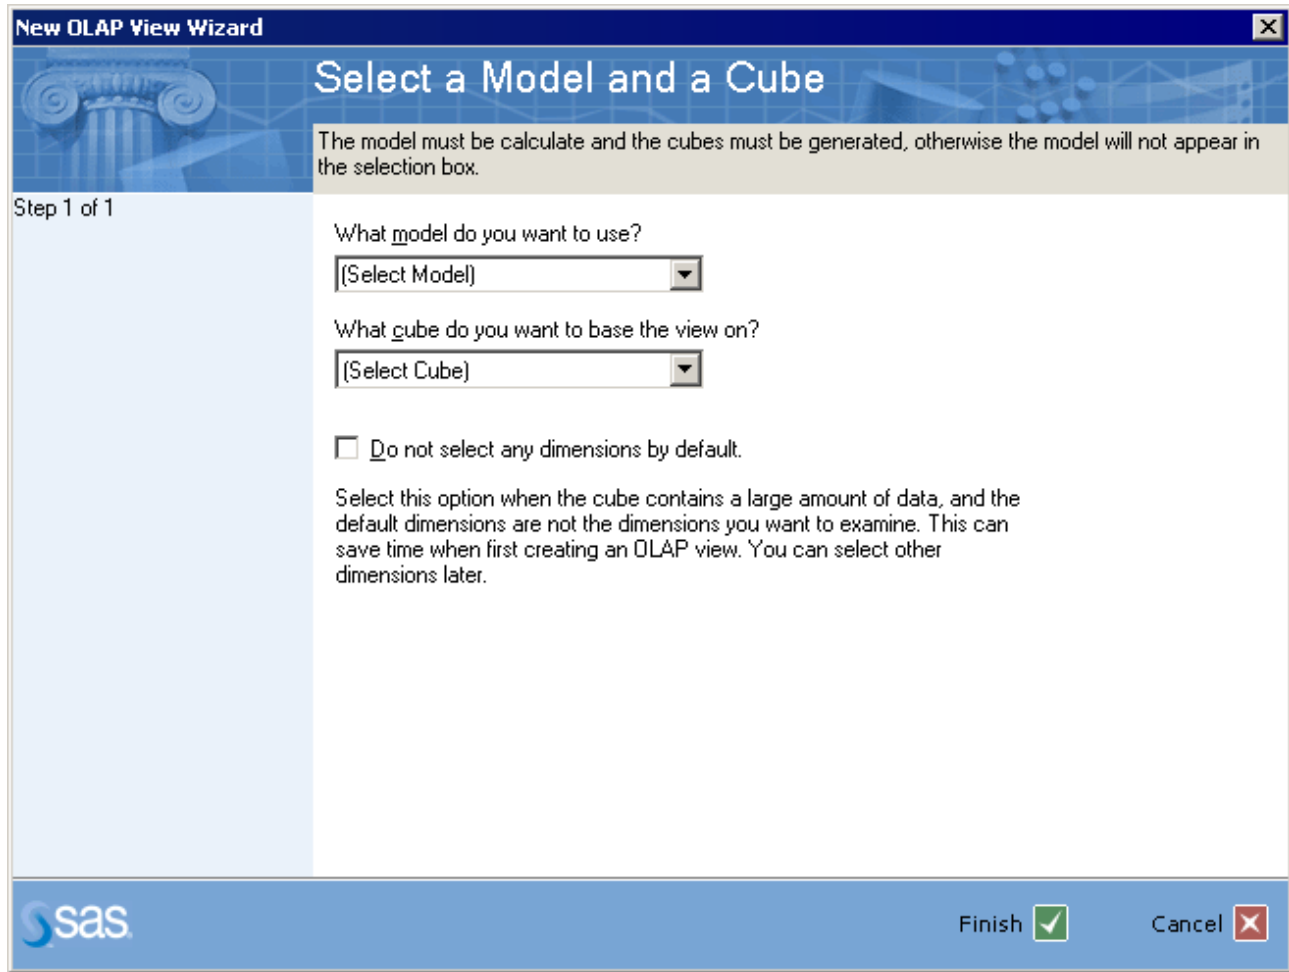 New OLAP View Wizard
Select a Model and a Cube
The model must be calculate and the cubes must be generated, otherwise the model will not appear in
the selection box.
Step 1 of 1
What model do you want to use?
(Select Model)
What cube do you want to base the view on?
(Select Cube)
Do not select any dimensions by default.
Select this option when the cube contains a large amount of data, and the
default dimensions are not the dimensions you want to examine. This can
save time when first creating an OLAP view. You can select other
dimensions later.
sas.
Finish
Cancel